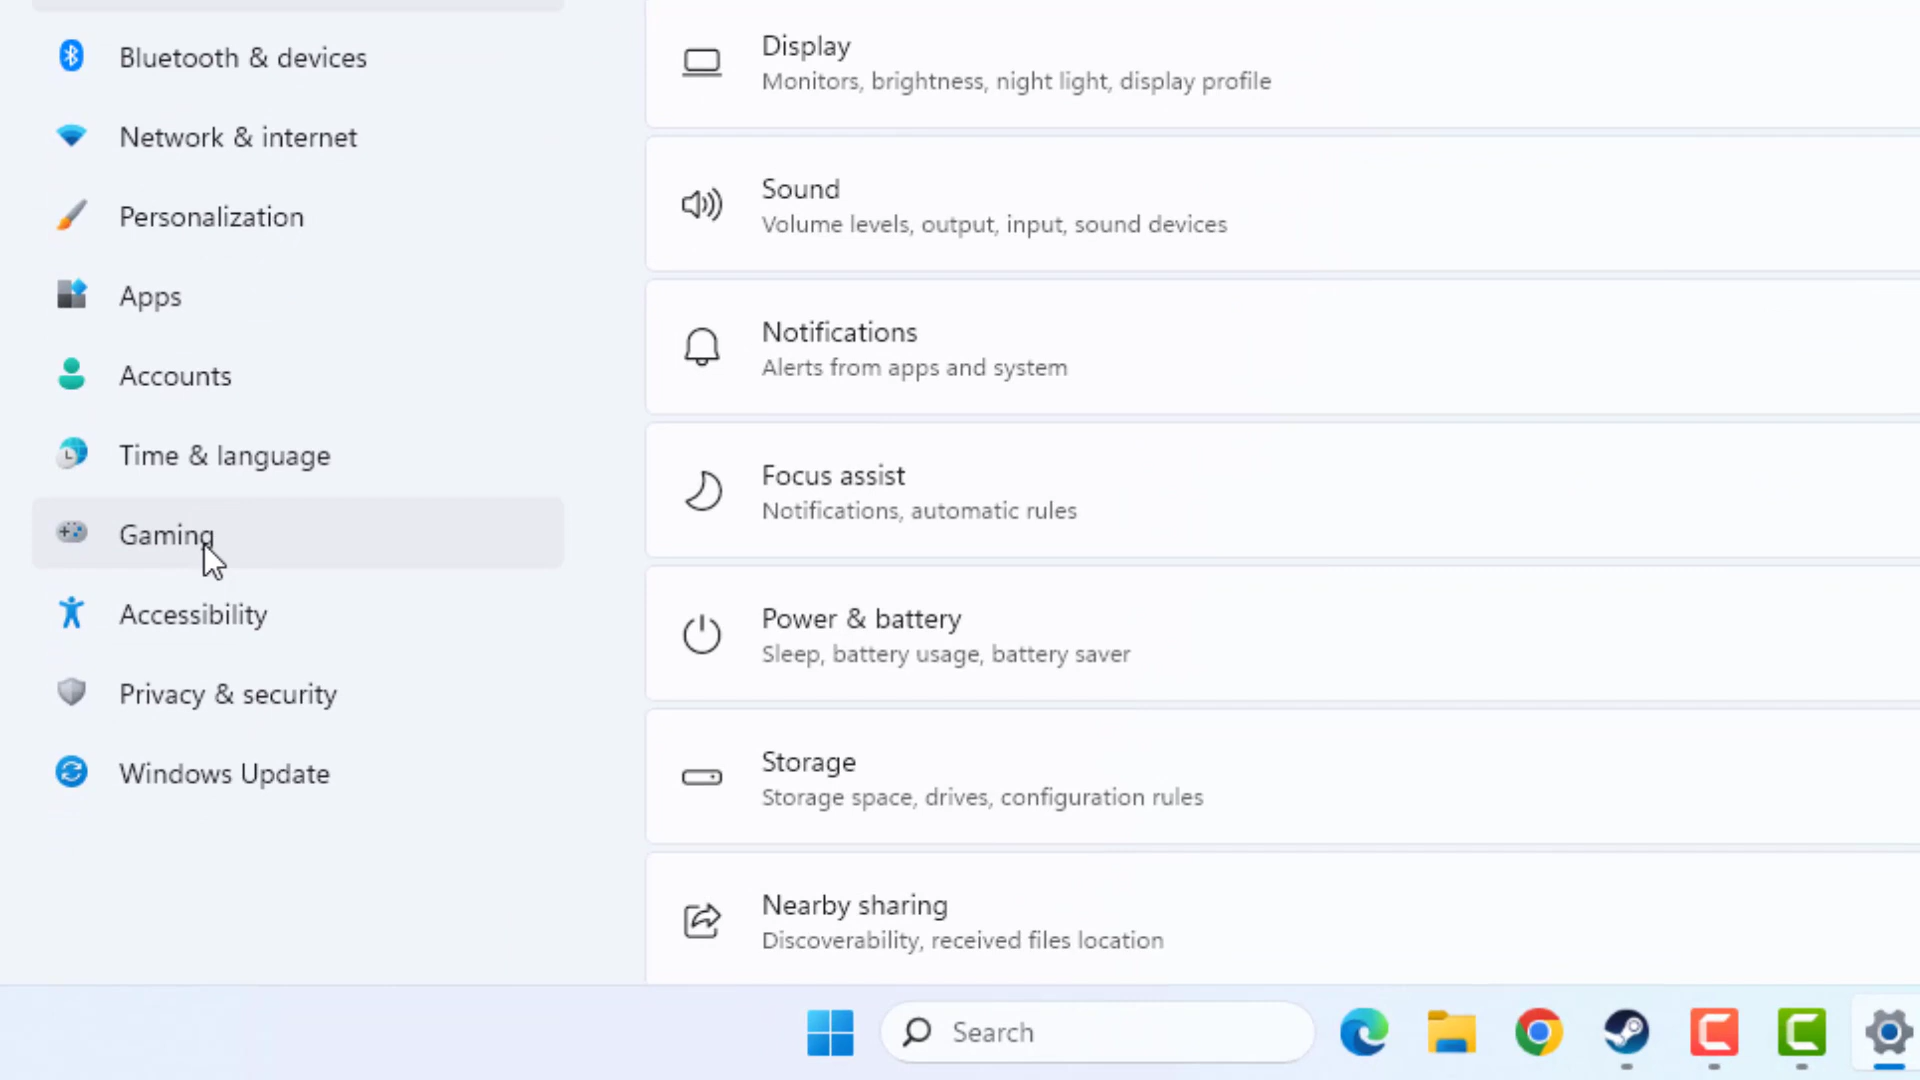 Bluetooth & devices
Network & internet
Personalization
Apps
Accounts
Time & language
Gaming
Accessibility
Privacy & security
Windows Update
Display
Monitors, brightness, night light, display profile
Sound
Volume levels, output, input, sound devices
Notifications
Alerts from apps and system
Focus assist
Notifications, automatic rules
Power & battery
Sleep, battery usage, battery saver
Storage
Storage space, drives, configuration rules
Nearby sharing
Discoverability, received files location
Search